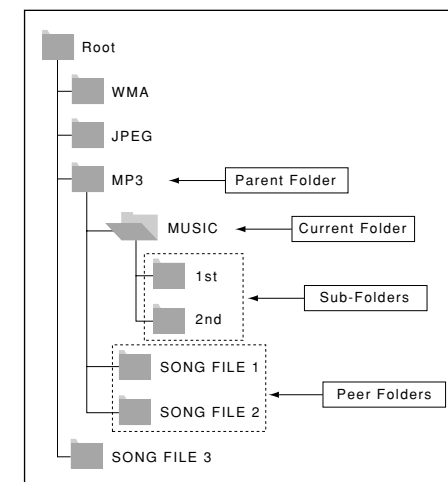 Root
WMA
JPEG
MP3
Parent Folder
MUSIC
Current Folder
1st
Sub-Folders
2nd
SONG FILE 1
Peer Folders
SONG FILE 2
SONG FILE 3